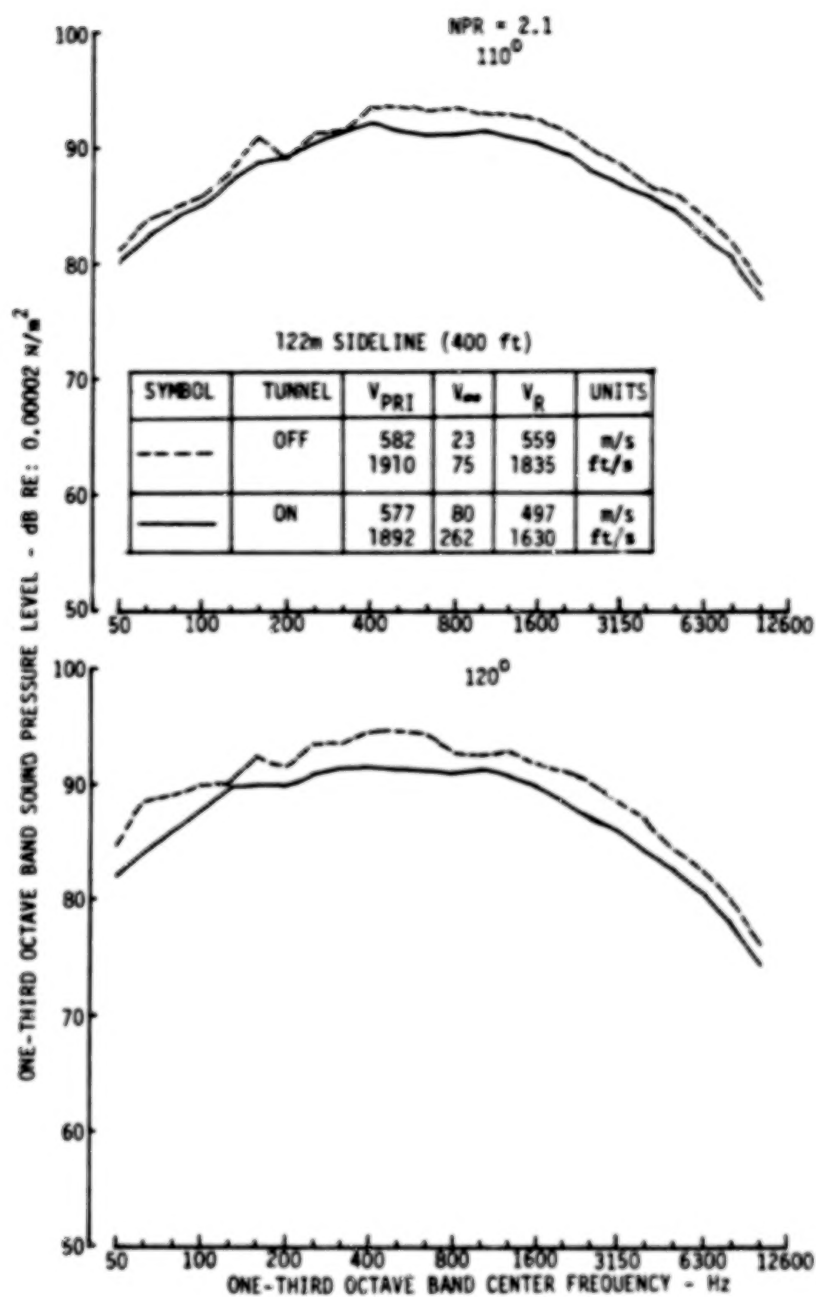 NPR = 2.1
110°
100
90
80
70
60
50
122m SIDELINE (400 ft)
SYMBOL TUNNEL V_PRI V∞ V_R UNITS
OFF 582 23 559 m/s
1910 75 1835 ft/s
ON 577 80 497 m/s
1892 262 1630 ft/s
50 100 200 400 800 1600 3150 6300 12600
ONE-THIRD OCTAVE BAND SOUND PRESSURE LEVEL - dB RE: 0.00002 N/m²
120°
100
90
80
70
60
50
50 100 200 400 800 1600 3150 6300 12600
ONE-THIRD OCTAVE BAND CENTER FREQUENCY - Hz